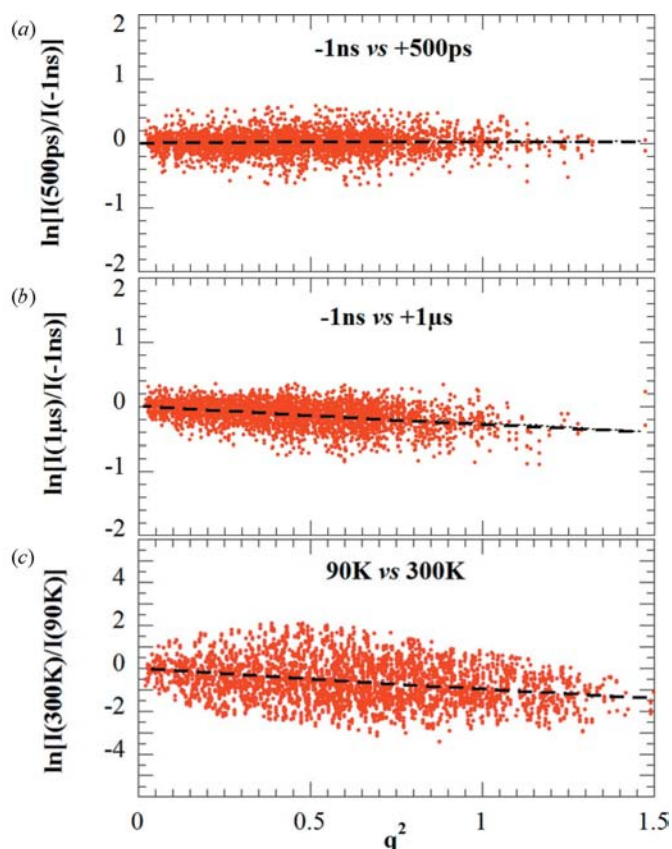 (a)
-1ns vs +500ps
ln[I(500ps)/I(-1ns)]
2
1
0
-1
-2
(b)
-1ns vs +1µs
ln[I(1µs)/I(-1ns)]
2
1
0
-1
-2
(c)
90K vs 300K
ln[I(300K)/I(90K)]
4
2
0
-2
-4
0 0.5 1 1.5
q²